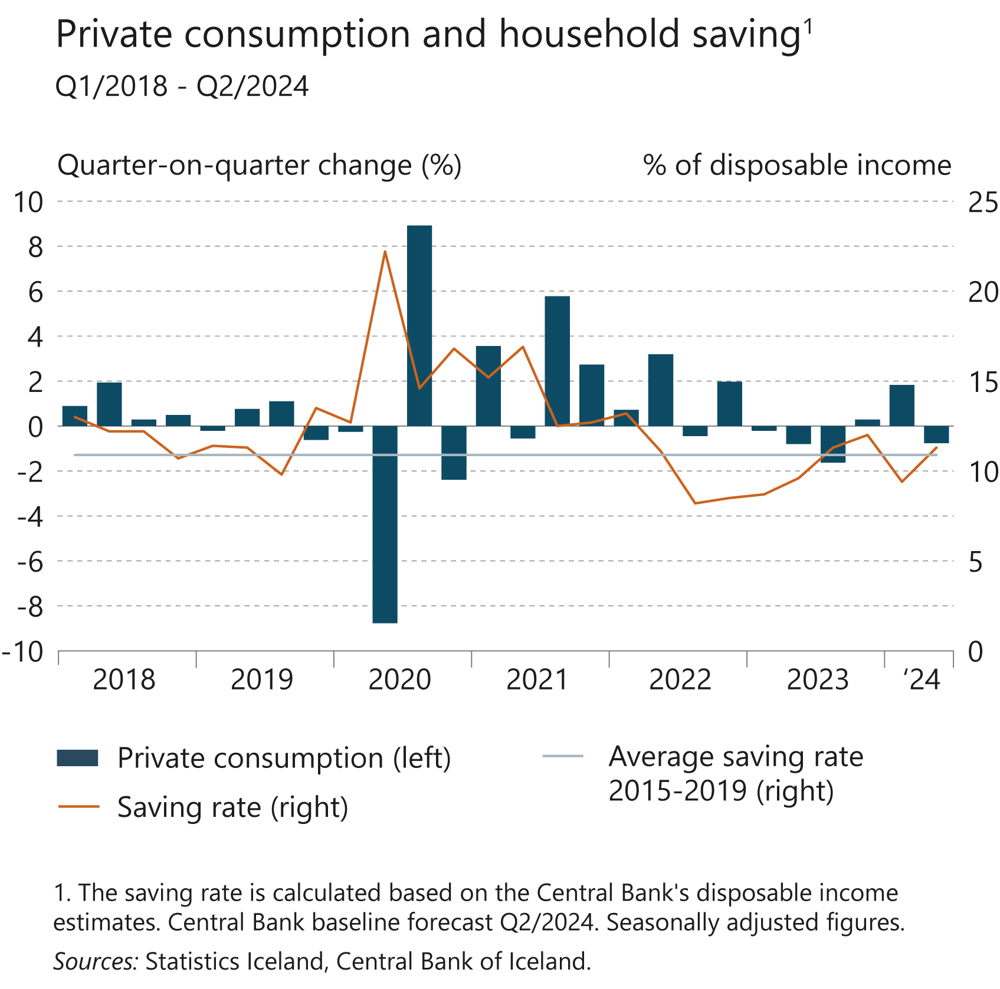 Private consumption and household saving¹
Q1/2018 - Q2/2024
Quarter-on-quarter change (%)
% of disposable income
10
8
6
4
2
0
-2
-4
-6
-8
-10
25
20
15
10
5
0
2018
2019
2020
2021
2022
2023
‘24
Private consumption (left)
Saving rate (right)
Average saving rate
2015-2019 (right)
1. The saving rate is calculated based on the Central Bank's disposable income
estimates. Central Bank baseline forecast Q2/2024. Seasonally adjusted figures.
Sources: Statistics Iceland, Central Bank of Iceland.